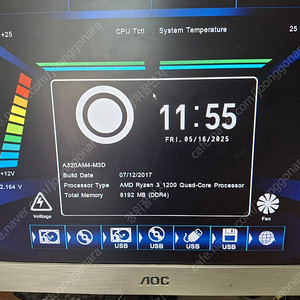 CPU Tctl System Temperature
+25 25
11:55
FRI, 05/16/2025
A320AM4-M3D
Build Date 07/12/2017
Processor Type AMD Ryzen 3 1200 Quad-Core Processor
Total Memory 8192 MB (DDR4)
+12V
2.164 V
Voltage Fan
USB USB USB
AOC